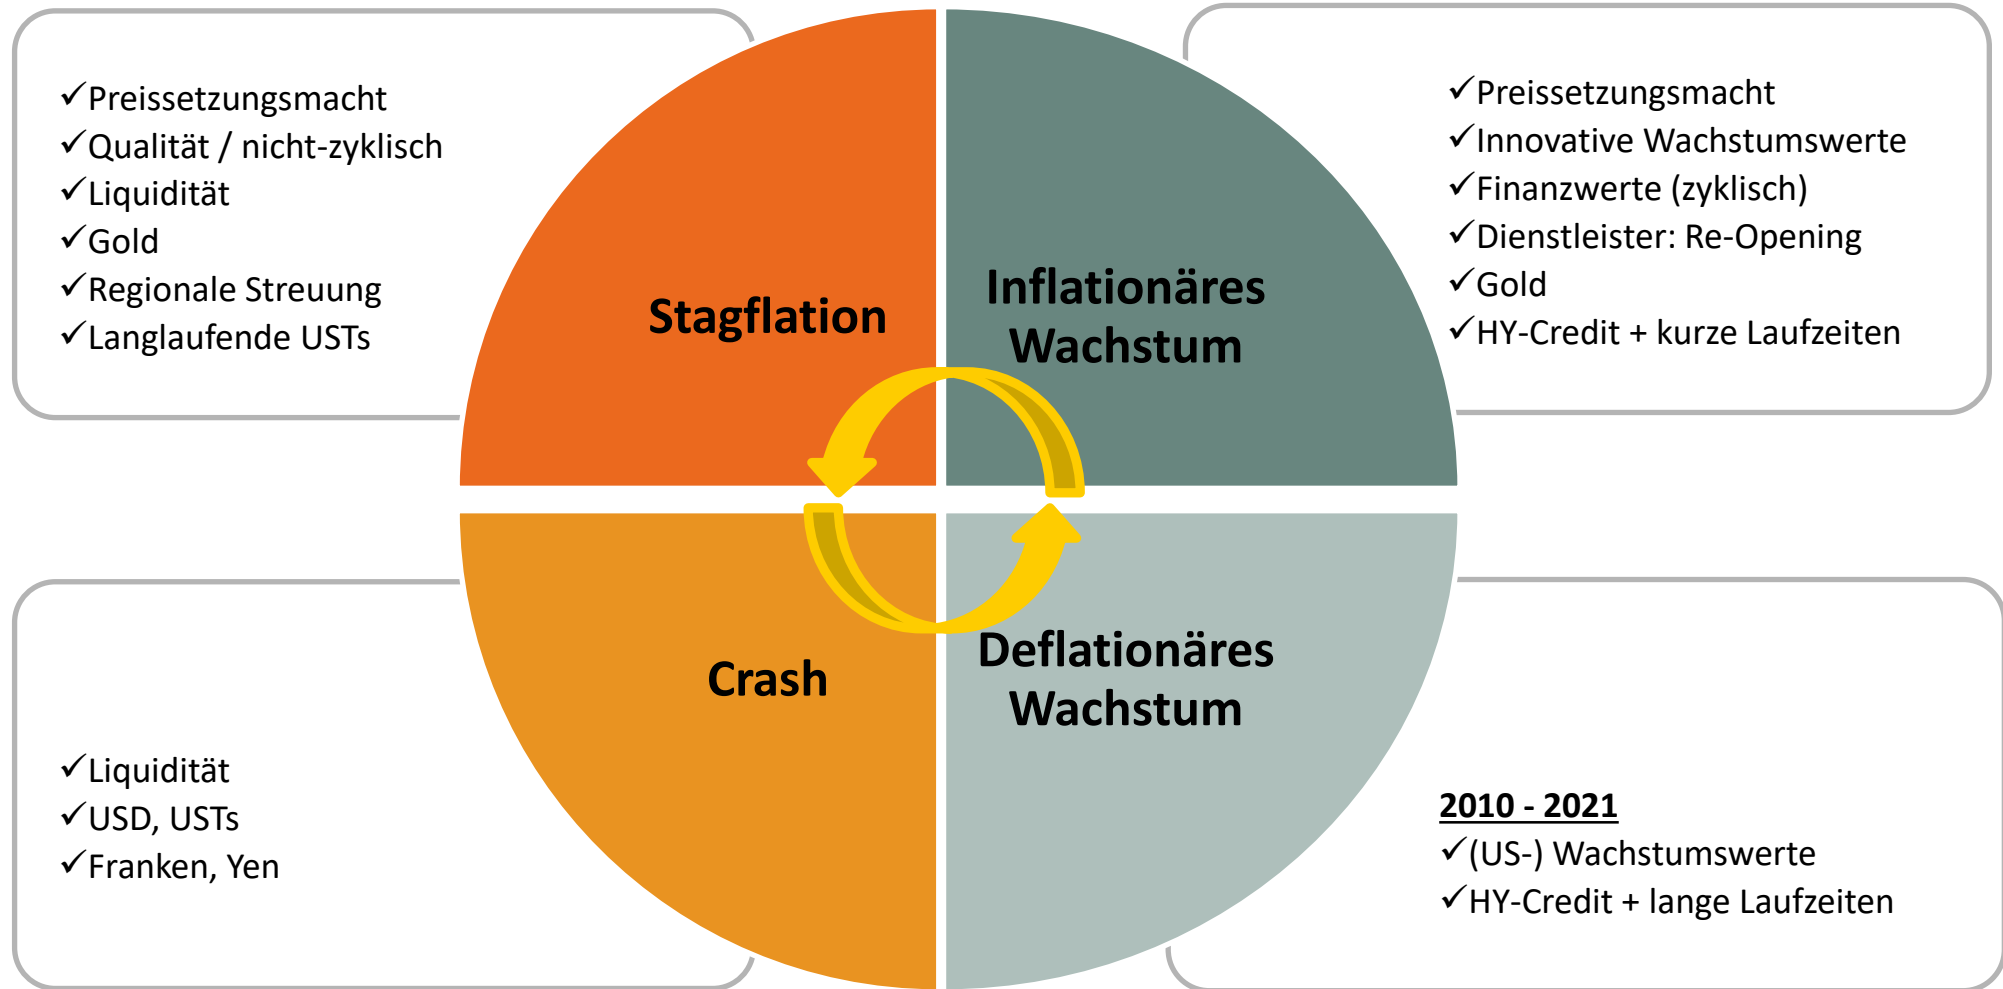 ✓Preissetzungsmacht
✓Qualität / nicht-zyklisch
✓Liquidität
✓Gold
✓Regionale Streuung
✓Langlaufende USTs
Stagflation
Inflationäres
Wachstum
✓Preissetzungsmacht
✓Innovative Wachstumswerte
✓Finanzwerte (zyklisch)
✓Dienstleister: Re-Opening
✓Gold
✓HY-Credit + kurze Laufzeiten
✓Liquidität
✓USD, USTs
✓Franken, Yen
Crash
Deflationäres
Wachstum
2010 - 2021
✓(US-) Wachstumswerte
✓HY-Credit + lange Laufzeiten